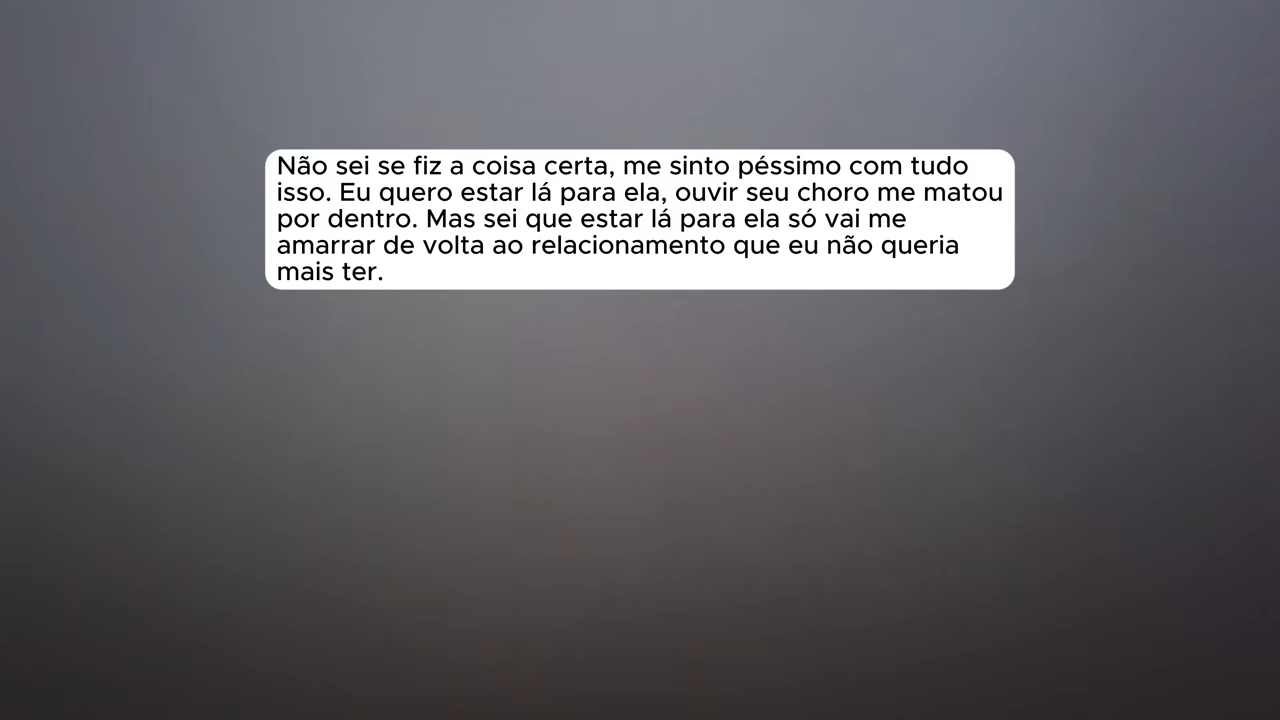 Não sei se fiz a coisa certa, me sinto péssimo com tudo
isso. Eu quero estar lá para ela, ouvir seu choro me matou
por dentro. Mas sei que estar lá para ela só vai me
amarrar de volta ao relacionamento que eu não queria
mais ter.